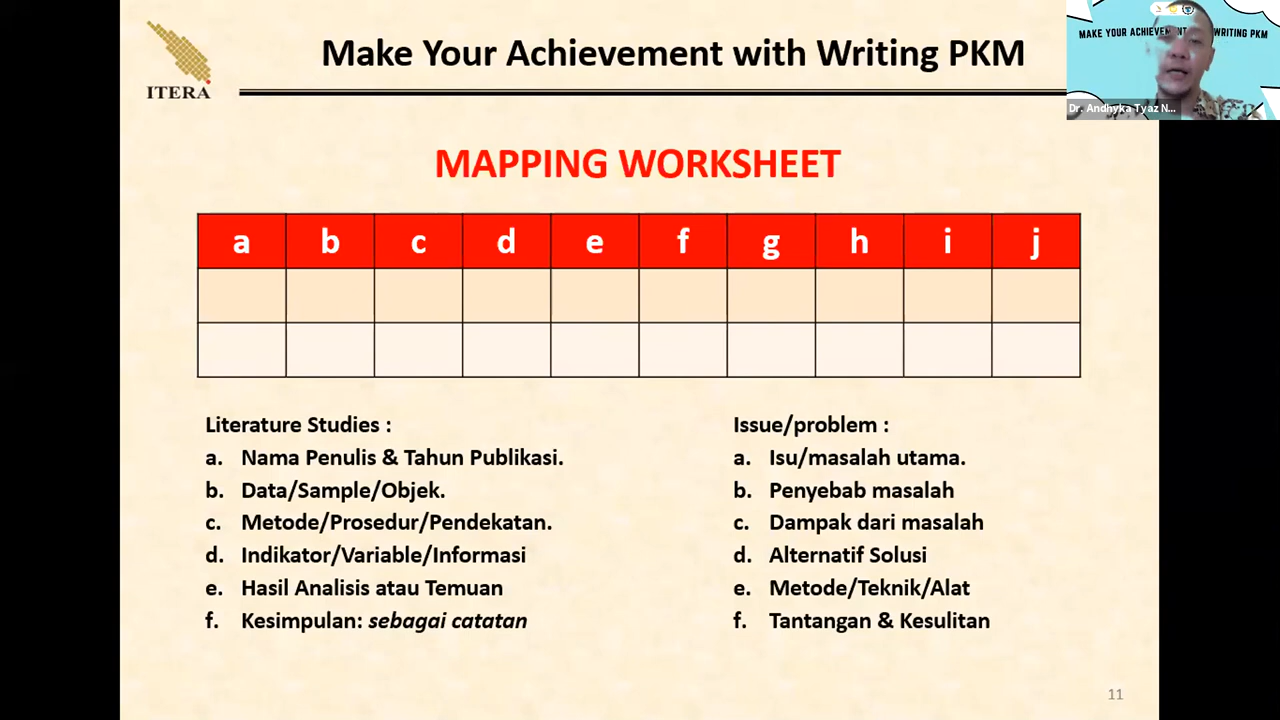 ITERA
Make Your Achievement with Writing PKM
MAKE YOUR ACHIEVEMENT WRITING PKM
Dr. Andhyka Tyaz N...
MAPPING WORKSHEET
a b c d e f g h i j
Literature Studies :
a. Nama Penulis & Tahun Publikasi.
b. Data/Sample/Objek.
c. Metode/Prosedur/Pendekatan.
d. Indikator/Variable/Informasi
e. Hasil Analisis atau Temuan
f. Kesimpulan: sebagai catatan
Issue/problem :
a. Isu/masalah utama.
b. Penyebab masalah
c. Dampak dari masalah
d. Alternatif Solusi
e. Metode/Teknik/Alat
f. Tantangan & Kesulitan
11